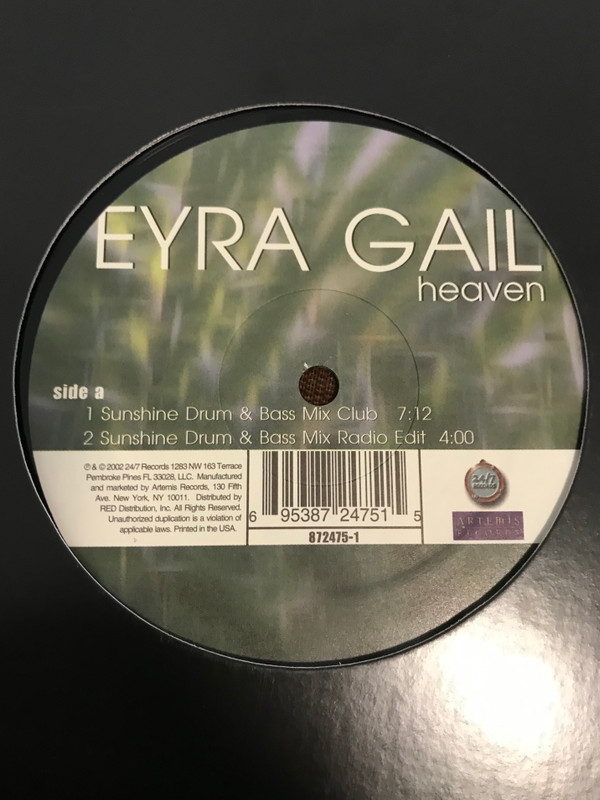 EYRA GAIL
heaven
side a
1 Sunshine Drum & Bass Mix Club 7:12
2 Sunshine Drum & Bass Mix Radio Edit 4:00
℗ & © 2002 24/7 Records 1283 NW 163 Terrace
Pembroke Pines FL 33028, LLC. Manufactured
and marketed by Artemis Records, 130 Fifth
Ave. New York, NY, 10011. Distributed by
RED Distribution, Inc. All Rights Reserved.
Unauthorized duplication is a violation of
applicable laws. Printed in the USA.
6 95387 24751 5
872475-1
24/7
ARTEMIS
RECORDS